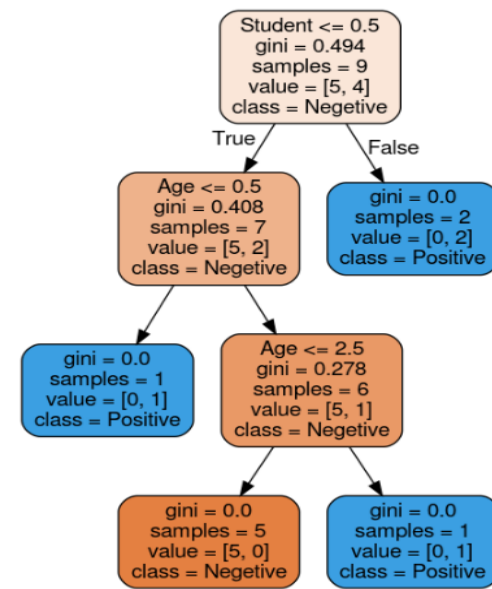 Student <= 0.5
gini = 0.494
samples = 9
value = [5, 4]
class = Negetive
True
False
Age <= 0.5
gini = 0.408
samples = 7
value = [5, 2]
class = Negetive
gini = 0.0
samples = 2
value = [0, 2]
class = Positive
gini = 0.0
samples = 1
value = [0, 1]
class = Positive
Age <= 2.5
gini = 0.278
samples = 6
value = [5, 1]
class = Negetive
gini = 0.0
samples = 5
value = [5, 0]
class = Negetive
gini = 0.0
samples = 1
value = [0, 1]
class = Positive